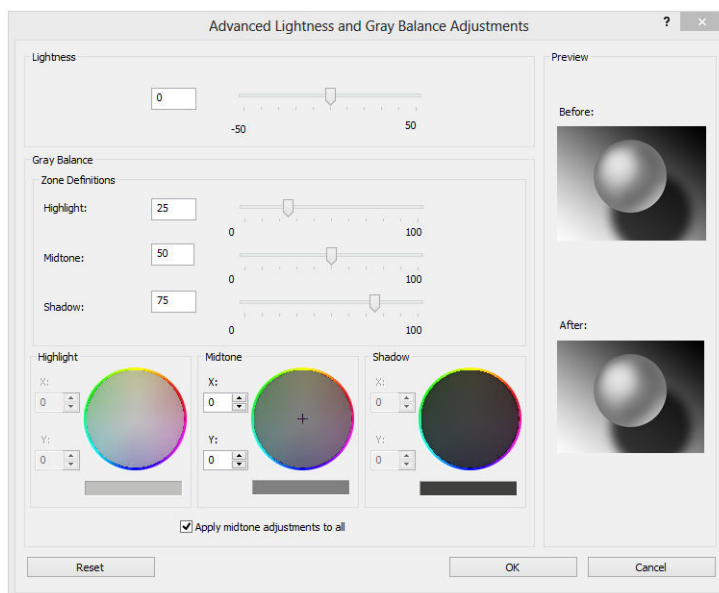 Advanced Lightness and Gray Balance Adjustments
?
x
Lightness
0
-50 50
Gray Balance
Zone Definitions
Highlight: 25
0 100
Midtone: 50
0 100
Shadow: 75
0 100
Highlight
X:
0
Y:
0
Midtone
X:
0
Y:
0
Shadow
X:
0
Y:
0
Apply midtone adjustments to all
Preview
Before:
After:
Reset OK Cancel